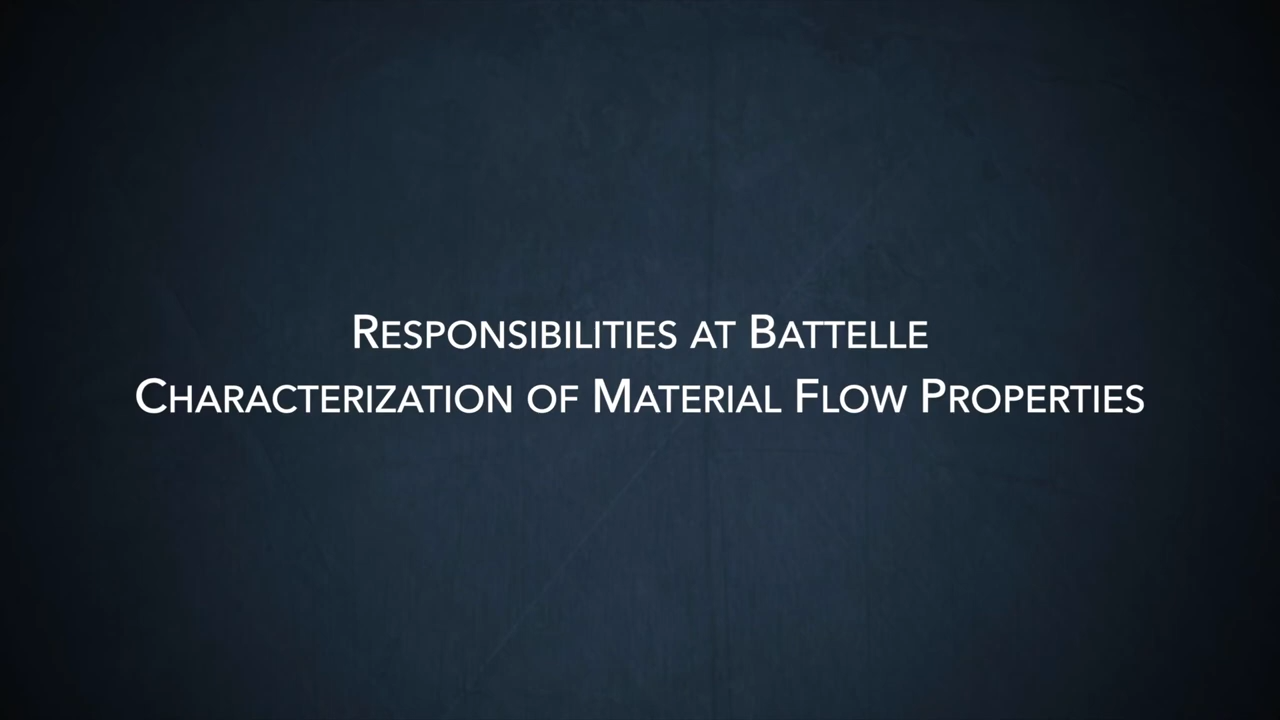 Responsibilities at Battelle
Characterization of Material Flow Properties